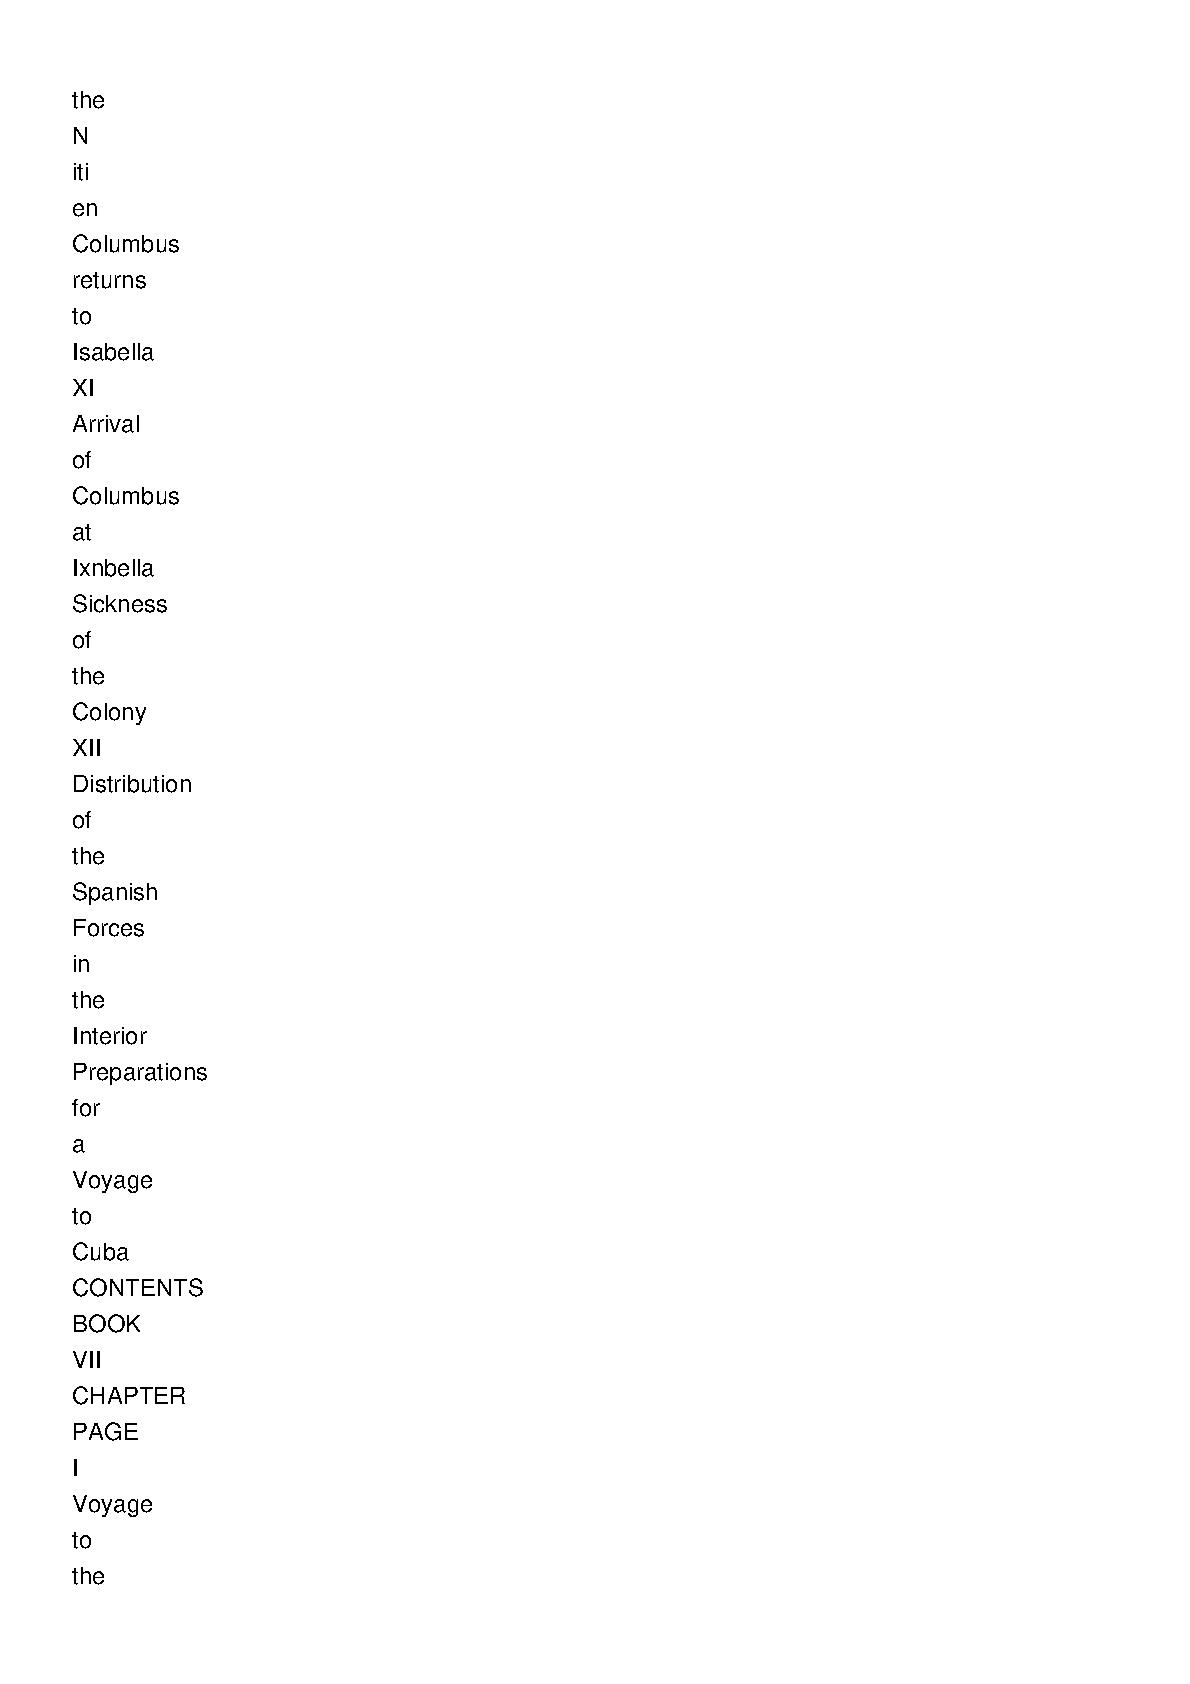 the
N
iti
en
Columbus
returns
to
Isabella
XI
Arrival
of
Columbus
at
Ixnbella
Sickness
of
the
Colony
XII
Distribution
of
the
Spanish
Forces
in
the
Interior
Preparations
for
a
Voyage
to
Cuba
CONTENTS
BOOK
VII
CHAPTER
PAGE
I
Voyage
to
the